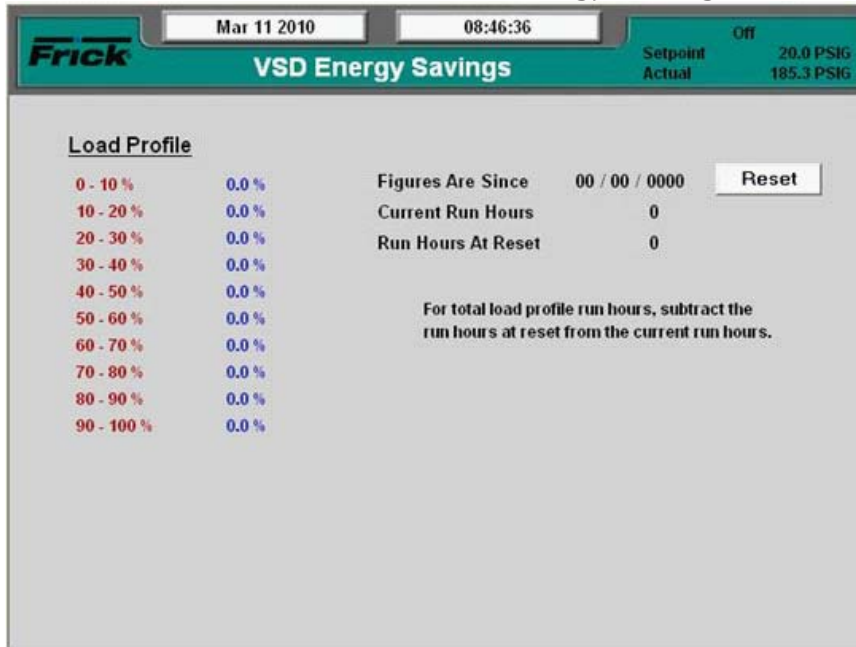 Mar 11 2010 08:46:36 Off
Frick
VSD Energy Savings
Setpoint 20.0 PSIG
Actual 185.3 PSIG
Load Profile
0 - 10 % 0.0 %
10 - 20 % 0.0 %
20 - 30 % 0.0 %
30 - 40 % 0.0 %
40 - 50 % 0.0 %
50 - 60 % 0.0 %
60 - 70 % 0.0 %
70 - 80 % 0.0 %
80 - 90 % 0.0 %
90 - 100 % 0.0 %
Figures Are Since 00 / 00 / 0000 Reset
Current Run Hours 0
Run Hours At Reset 0
For total load profile run hours, subtract the
run hours at reset from the current run hours.